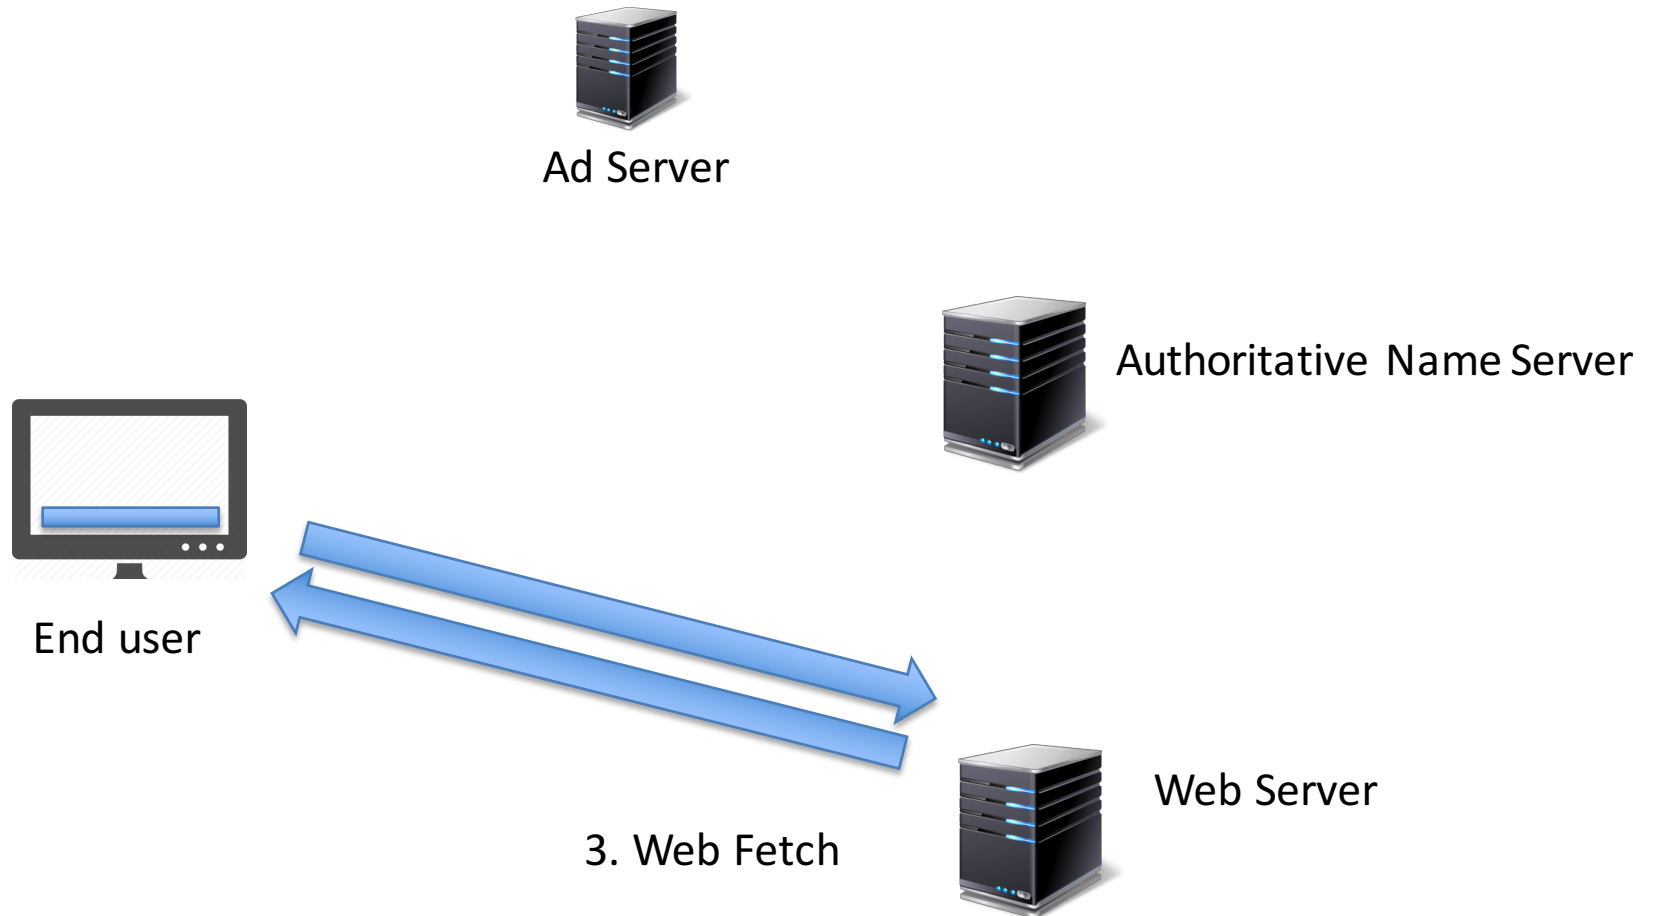 Ad Server
Authoritative Name Server
End user
Web Server
3. Web Fetch